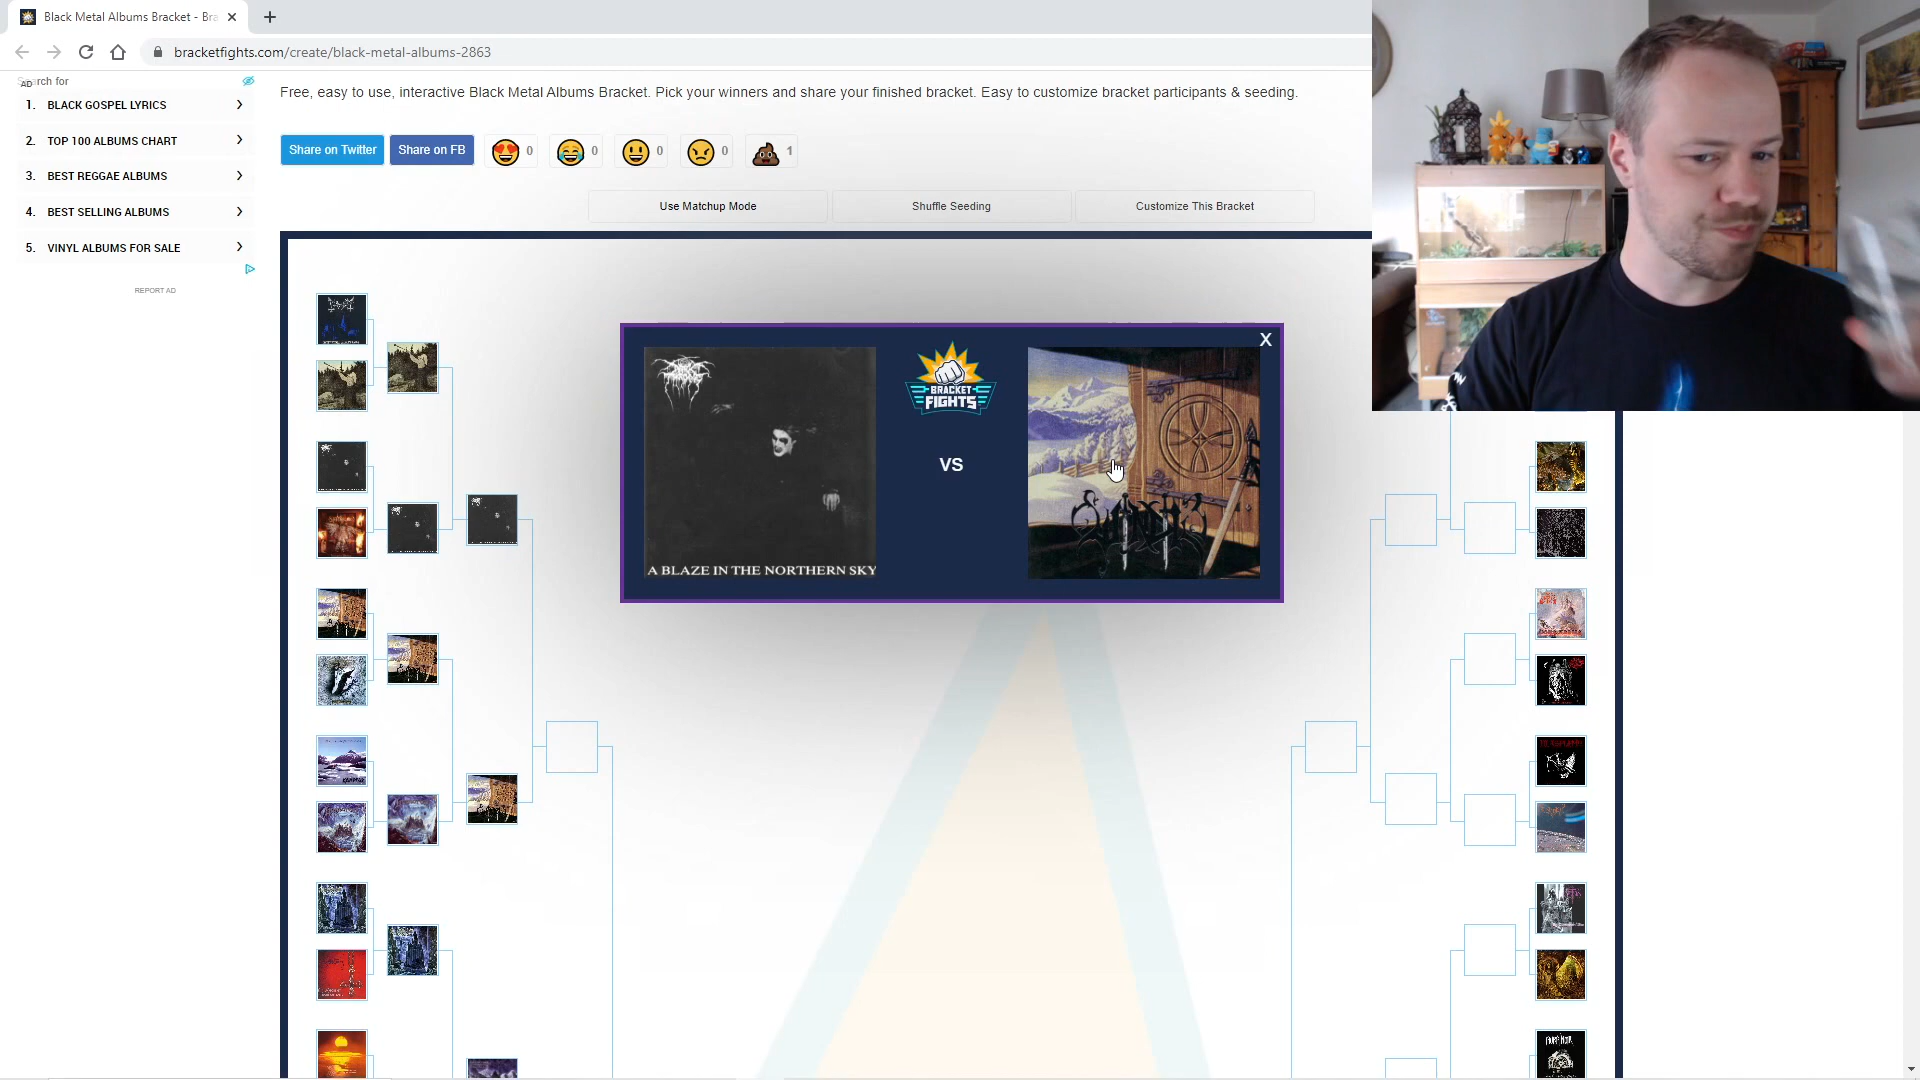 Black Metal Albums Bracket - Bra
bracketfights.com/create/black-metal-albums-2863
Search for
AD
1. BLACK GOSPEL LYRICS
2. TOP 100 ALBUMS CHART
3. BEST REGGAE ALBUMS
4. BEST SELLING ALBUMS
5. VINYL ALBUMS FOR SALE
REPORT AD
Free, easy to use, interactive Black Metal Albums Bracket. Pick your winners and share your finished bracket. Easy to customize bracket participants & seeding.
Share on Twitter
Share on FB
0
0
0
0
1
Use Matchup Mode
Shuffle Seeding
Customize This Bracket
X
BRACKET
FIGHTS
VS
A BLAZE IN THE NORTHERN SKY